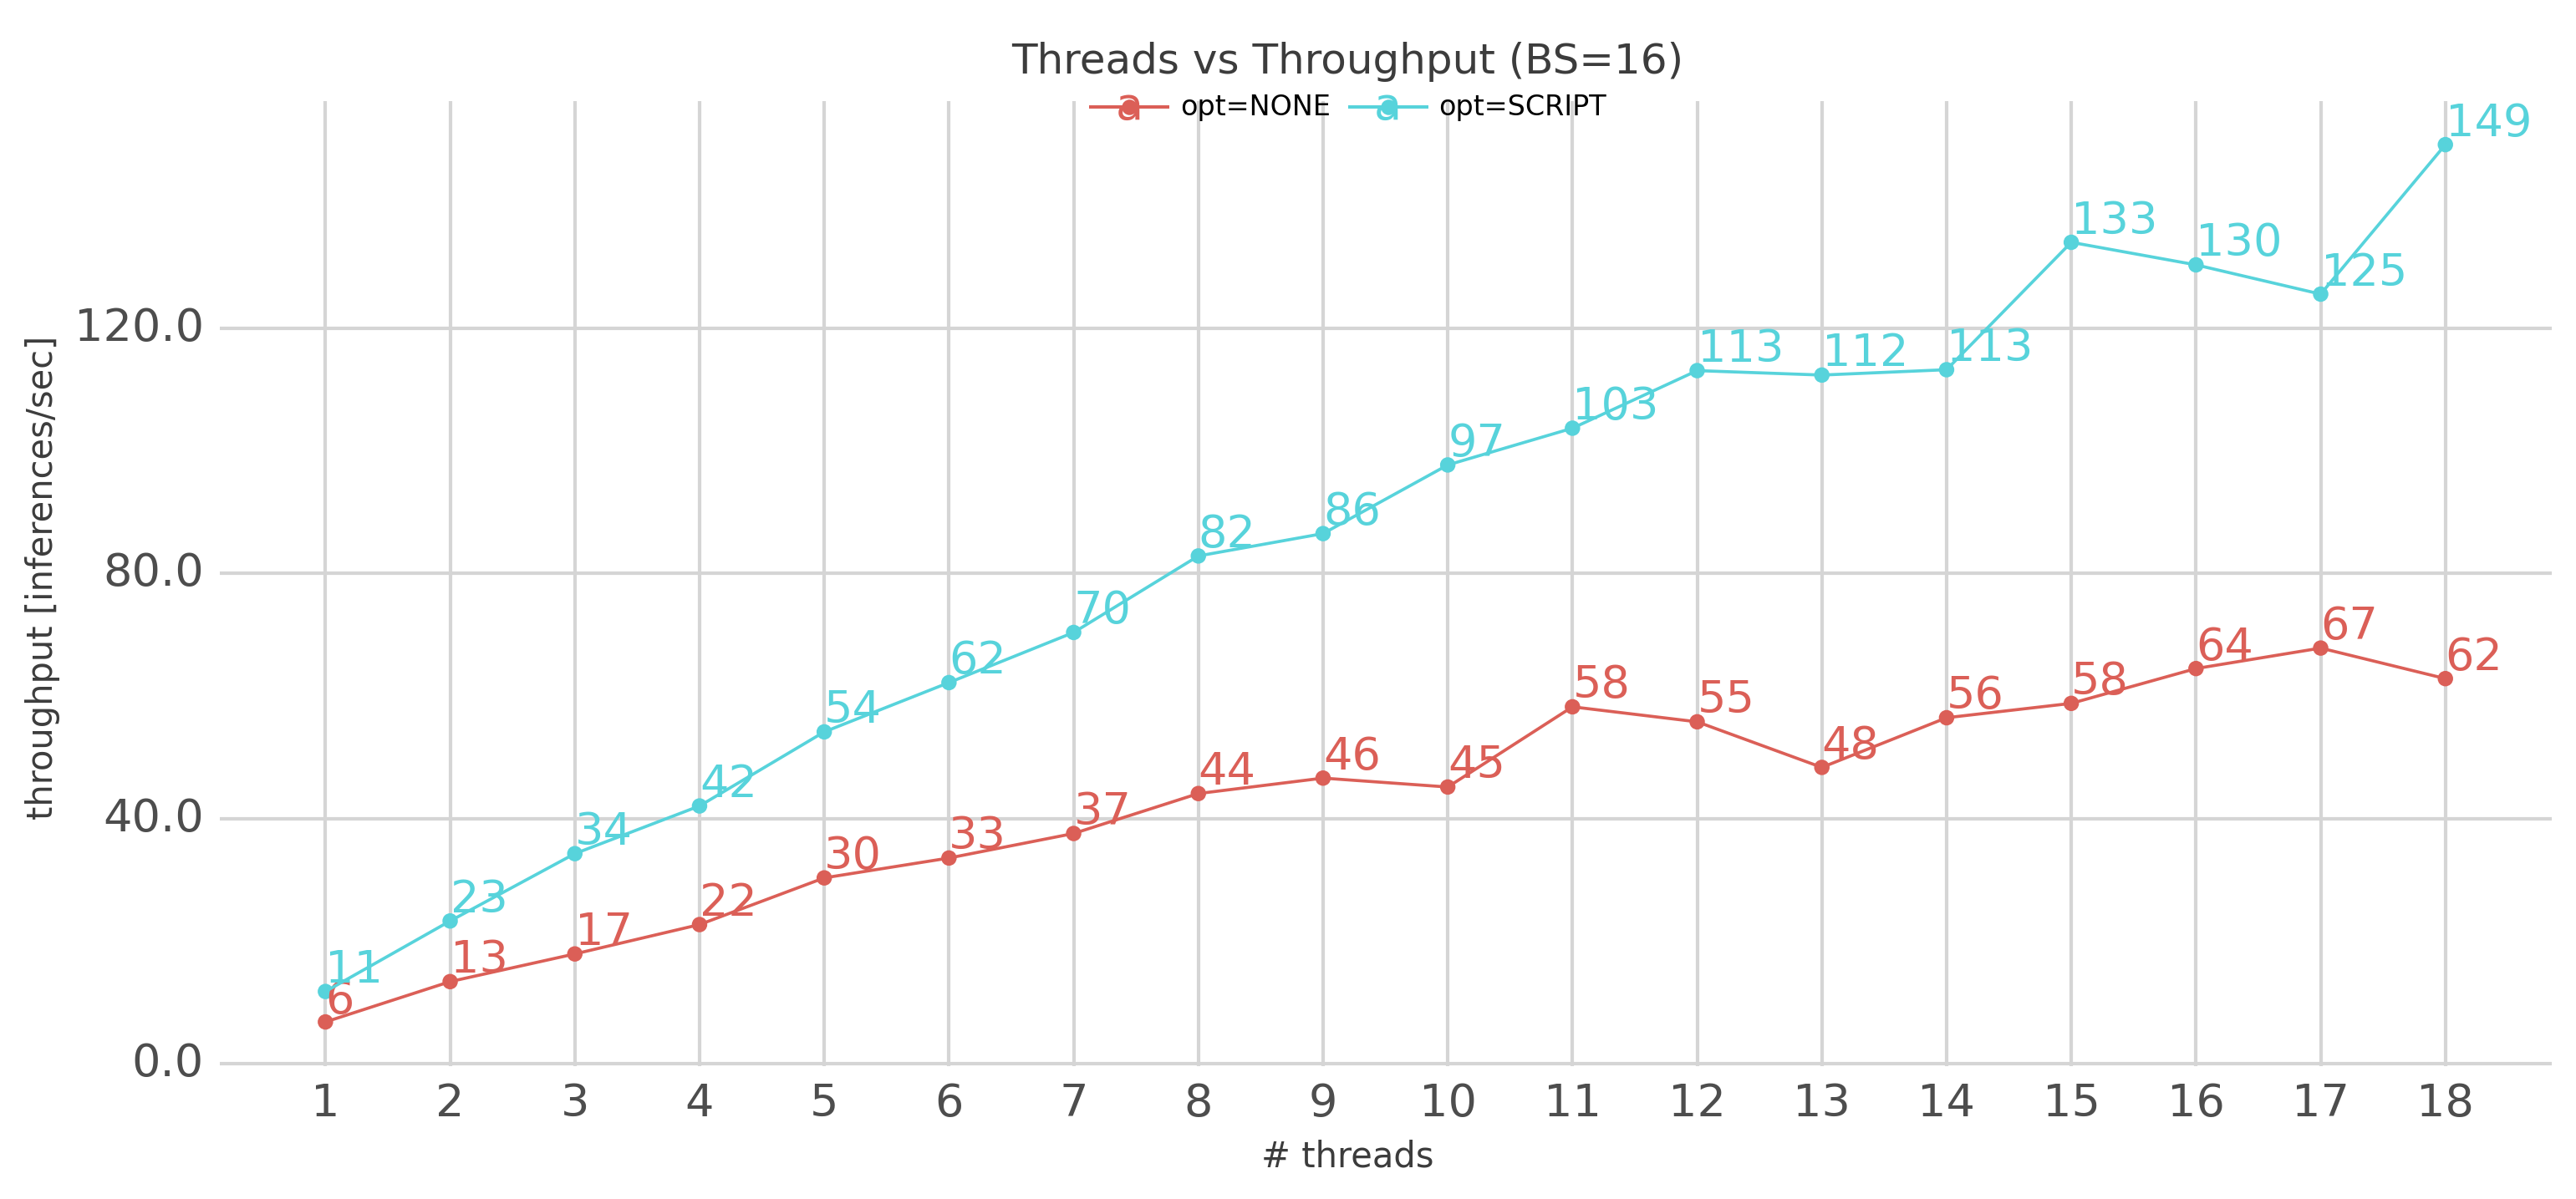 Threads vs Throughput (BS=16)
a opt=NONE a opt=SCRIPT
throughput [inferences/sec]
120.0
80.0
40.0
0.0
11 23 34 42 54 62 70 82 86 97 103 113 112 113 133 130 125 149
6 13 17 22 30 33 37 44 46 45 58 55 48 56 58 64 67 62
1 2 3 4 5 6 7 8 9 10 11 12 13 14 15 16 17 18
# threads